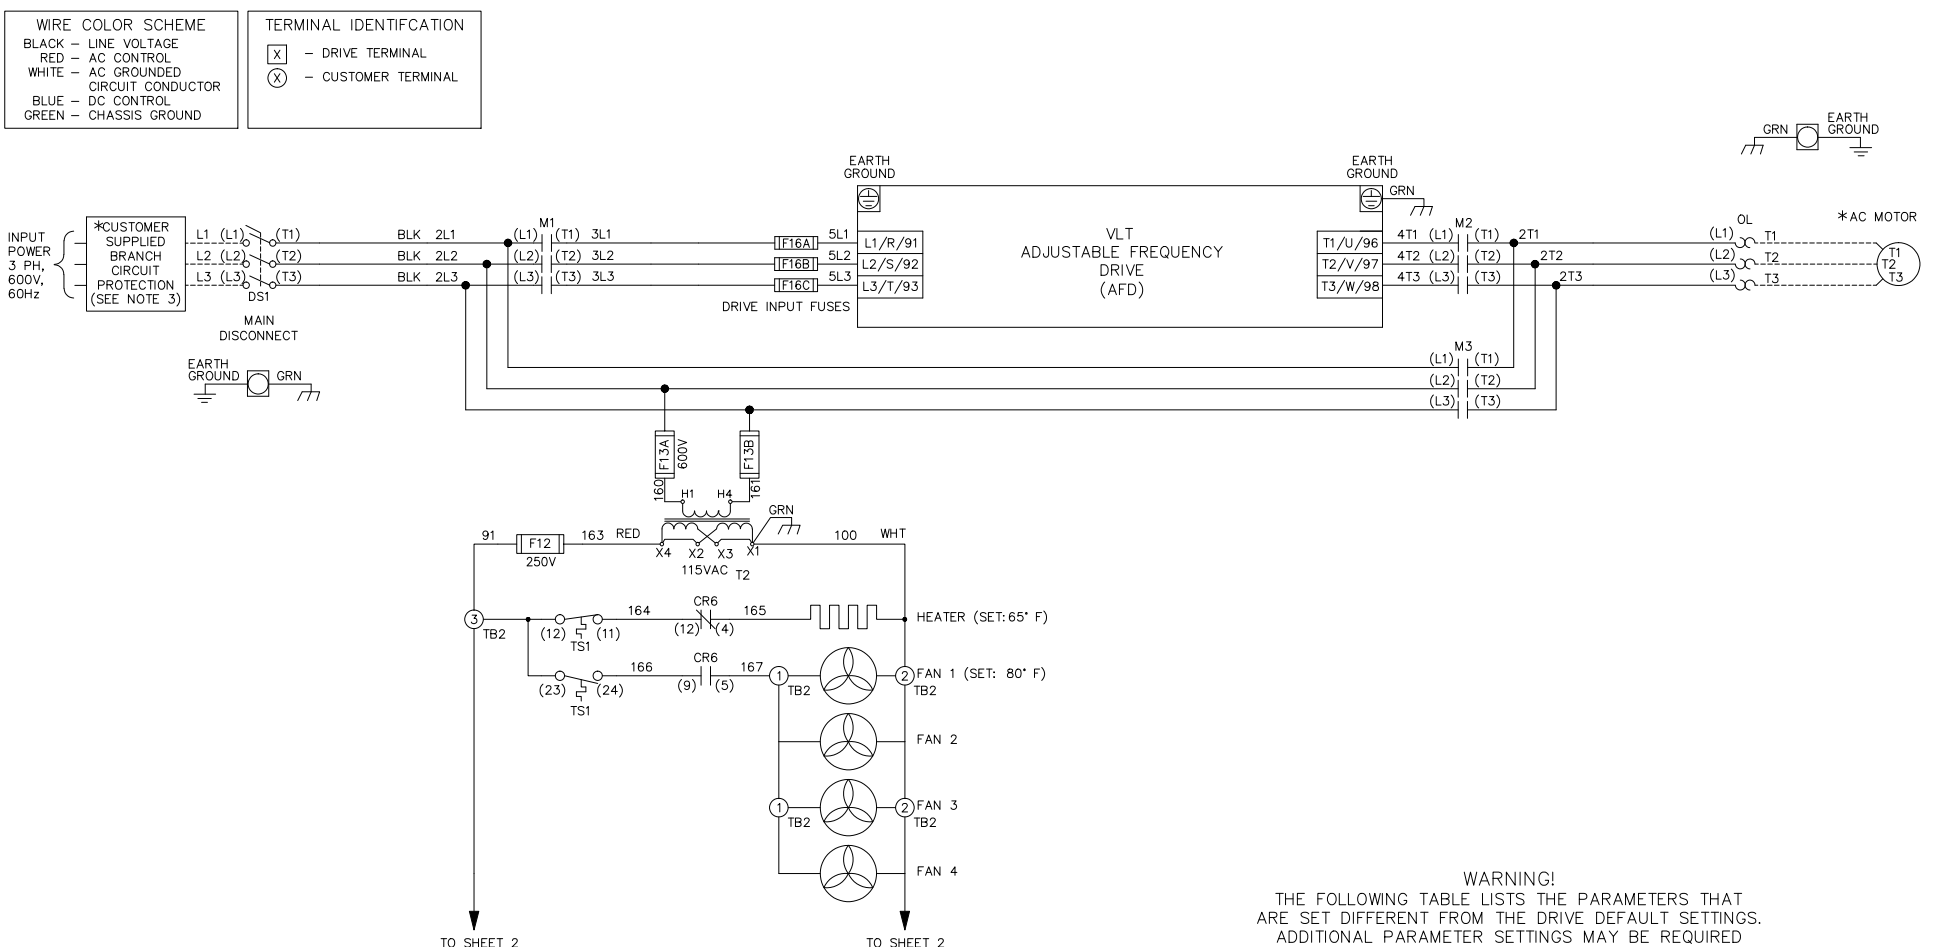 WIRE COLOR SCHEME
BLACK – LINE VOLTAGE
RED – AC CONTROL
WHITE – AC GROUNDED
CIRCUIT CONDUCTOR
BLUE – DC CONTROL
GREEN – CHASSIS GROUND
TERMINAL IDENTIFCATION
X – DRIVE TERMINAL
X – CUSTOMER TERMINAL
GRN
EARTH
GROUND
INPUT
POWER
3 PH,
600V,
60Hz
*CUSTOMER
SUPPLIED
BRANCH
CIRCUIT
PROTECTION
(SEE NOTE 3)
L1 (L1) (T1) BLK 2L1 (L1) M1 (T1) 3L1 F16A 5L1 L1/R/91
L2 (L2) (T2) BLK 2L2 (L2) (T2) 3L2 F16B 5L2 L2/S/92
L3 (L3) (T3) BLK 2L3 (L3) (T3) 3L3 F16C 5L3 L3/T/93
DS1
MAIN
DISCONNECT
DRIVE INPUT FUSES
EARTH
GROUND
VLT
ADJUSTABLE FREQUENCY
DRIVE
(AFD)
EARTH
GROUND
GRN
T1/U/96 4T1 (L1) M2 (T1) 2T1 (L1) OL T1
T2/V/97 4T2 (L2) (T2) 2T2 (L2) T2
T3/W/98 4T3 (L3) (T3) 2T3 (L3) T3
*AC MOTOR
T1
T2
T3
M3
(L1) (T1)
(L2) (T2)
(L3) (T3)
EARTH
GROUND
GRN
F13A
600V
F13B
160
161
H1 H4
GRN
91 F12 163 RED
250V
X4 X2 X3 X1
100 WHT
115VAC T2
3 TB2
(12) (11) 164 CR6 165
TS1
(12) (4)
HEATER (SET:65° F)
(23) (24) 166 CR6 167
TS1
(9) (5)
1 TB2
2 TB2
FAN 1 (SET: 80° F)
FAN 2
1 TB2
2 TB2
FAN 3
FAN 4
TO SHEET 2
TO SHEET 2
WARNING!
THE FOLLOWING TABLE LISTS THE PARAMETERS THAT
ARE SET DIFFERENT FROM THE DRIVE DEFAULT SETTINGS.
ADDITIONAL PARAMETER SETTINGS MAY BE REQUIRED